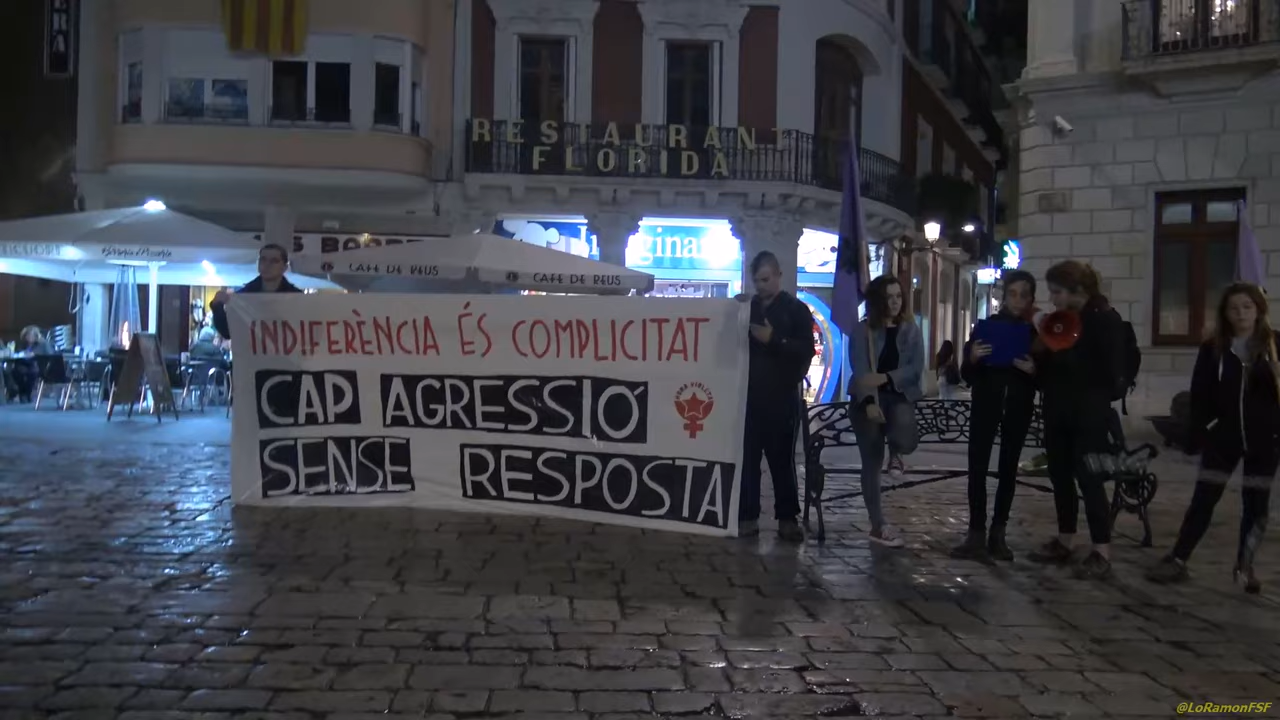 RESTAURANT
FLORIDA
CAFE DE REUS
CAFE DE REUS
INDIFERÈNCIA ÉS COMPLICITAT
CAP AGRESSIÓ
SENSE RESPOSTA
@LoRamonFSF